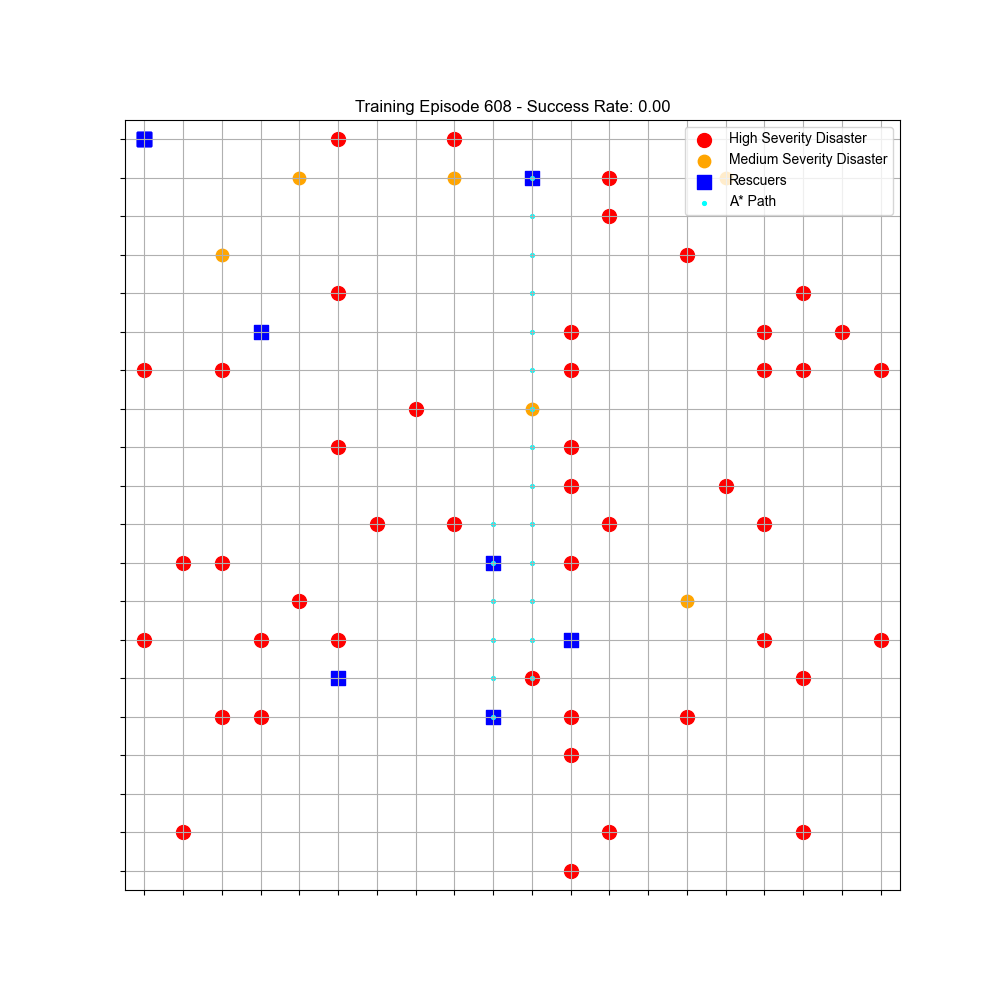 Training Episode 608 - Success Rate: 0.00
High Severity Disaster
Medium Severity Disaster
Rescuers
A* Path